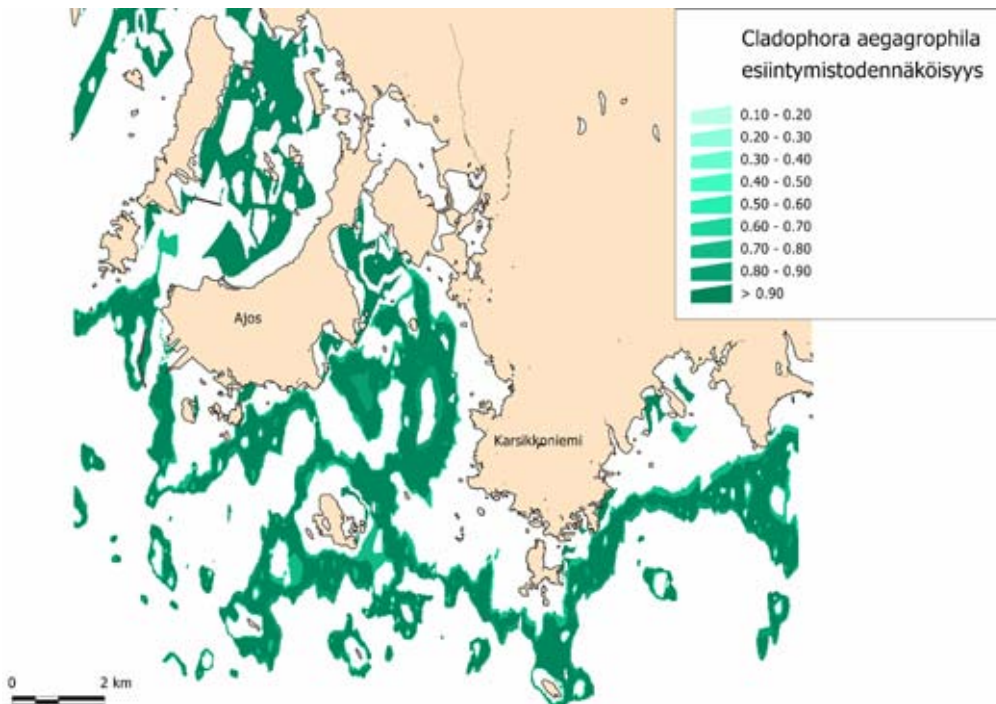 Cladophora aegagrophila
esiintymistodennäköisyys
0.10 - 0.20
0.20 - 0.30
0.30 - 0.40
0.40 - 0.50
0.50 - 0.60
0.60 - 0.70
0.70 - 0.80
0.80 - 0.90
> 0.90
Ajos
Karsikkoniemi
0 2 km